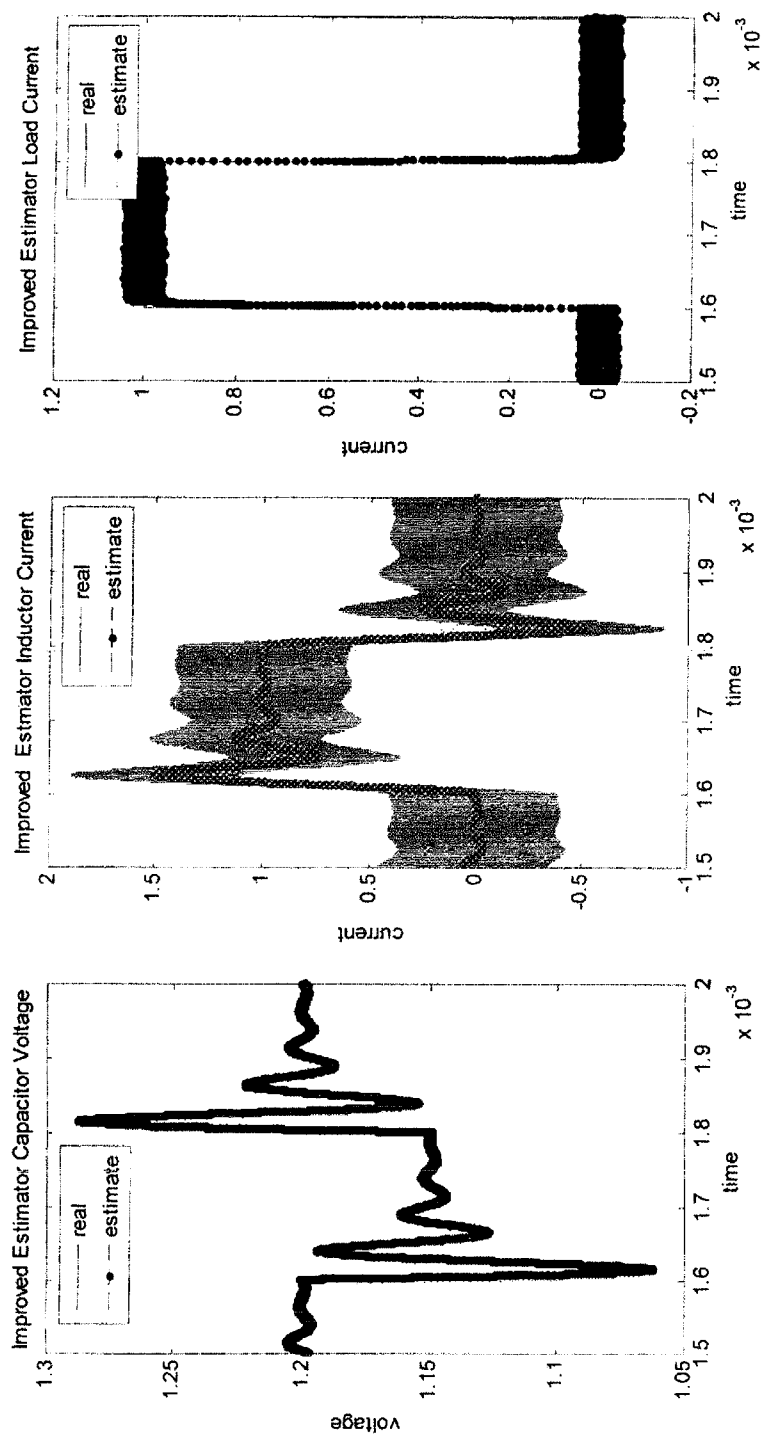 Improved Estimator Capacitor Voltage
real
estimate
1.3
1.25
1.2
1.15
1.1
1.05
voltage
1.5
1.6
1.7
1.8
1.9
2
time
x 10⁻³
Improved Estmator Inductor Current
real
estimate
2
1.5
1
0.5
0
-0.5
-1
current
1.5
1.6
1.7
1.8
1.9
2
time
x 10⁻³
Improved Estimator Load Current
real
estimate
1.2
1
0.8
0.6
0.4
0.2
0
-0.2
current
1.5
1.6
1.7
1.8
1.9
2
time
x 10⁻³